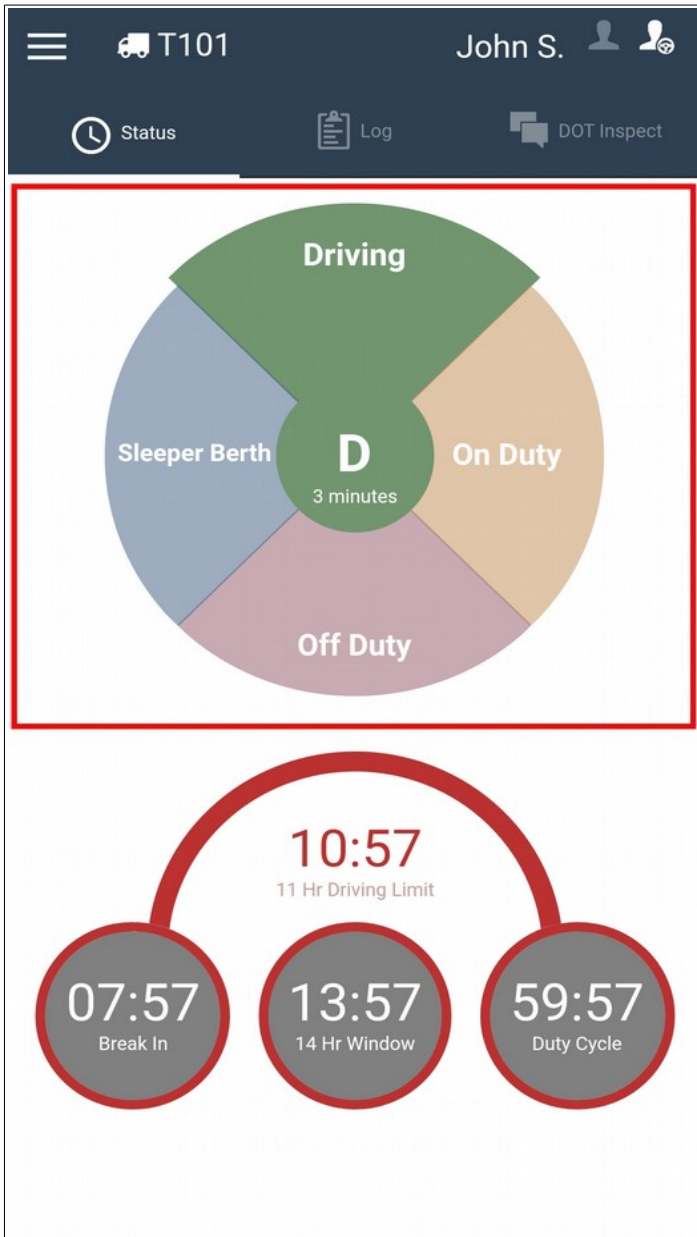 T101 John S.
Status Log DOT Inspect
Driving
Sleeper Berth D On Duty
3 minutes
Off Duty
10:57
11 Hr Driving Limit
07:57 13:57 59:57
Break In 14 Hr Window Duty Cycle